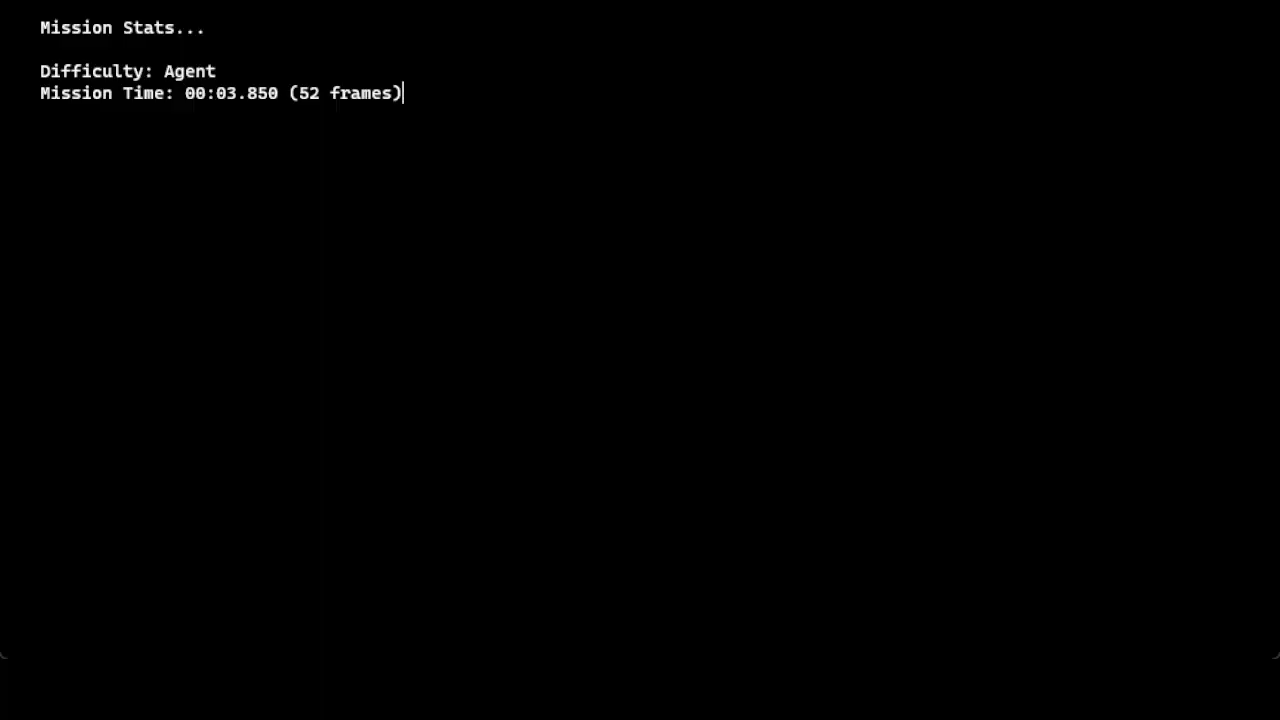 Mission Stats...
Difficulty: Agent
Mission Time: 00:03.850 (52 frames)